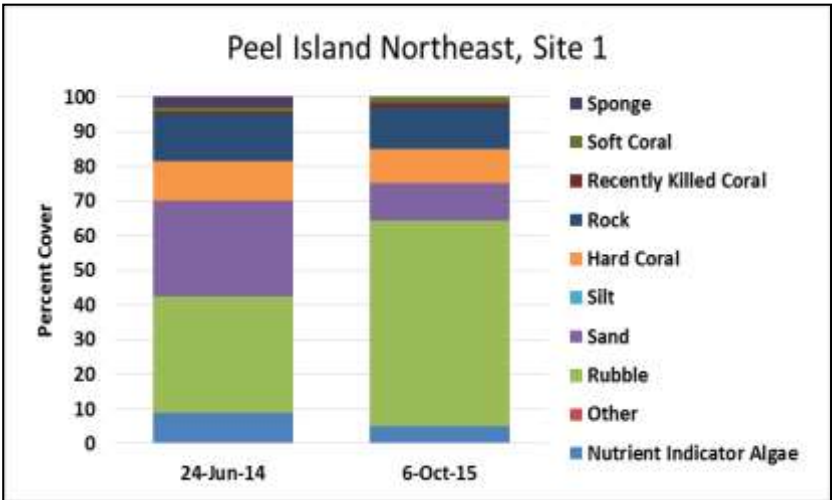 Peel Island Northeast, Site 1
Percent Cover
100
90
80
70
60
50
40
30
20
10
0
24-Jun-14
6-Oct-15
Sponge
Soft Coral
Recently Killed Coral
Rock
Hard Coral
Silt
Sand
Rubble
Other
Nutrient Indicator Algae